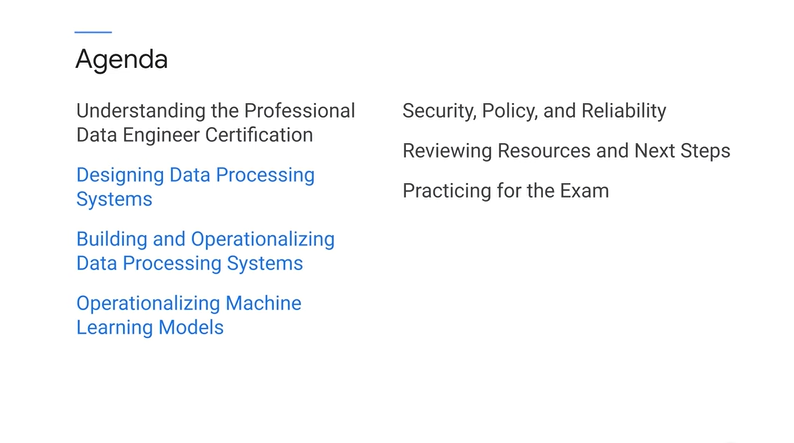 Agenda
Understanding the Professional
Data Engineer Certification
Designing Data Processing
Systems
Building and Operationalizing
Data Processing Systems
Operationalizing Machine
Learning Models
Security, Policy, and Reliability
Reviewing Resources and Next Steps
Practicing for the Exam